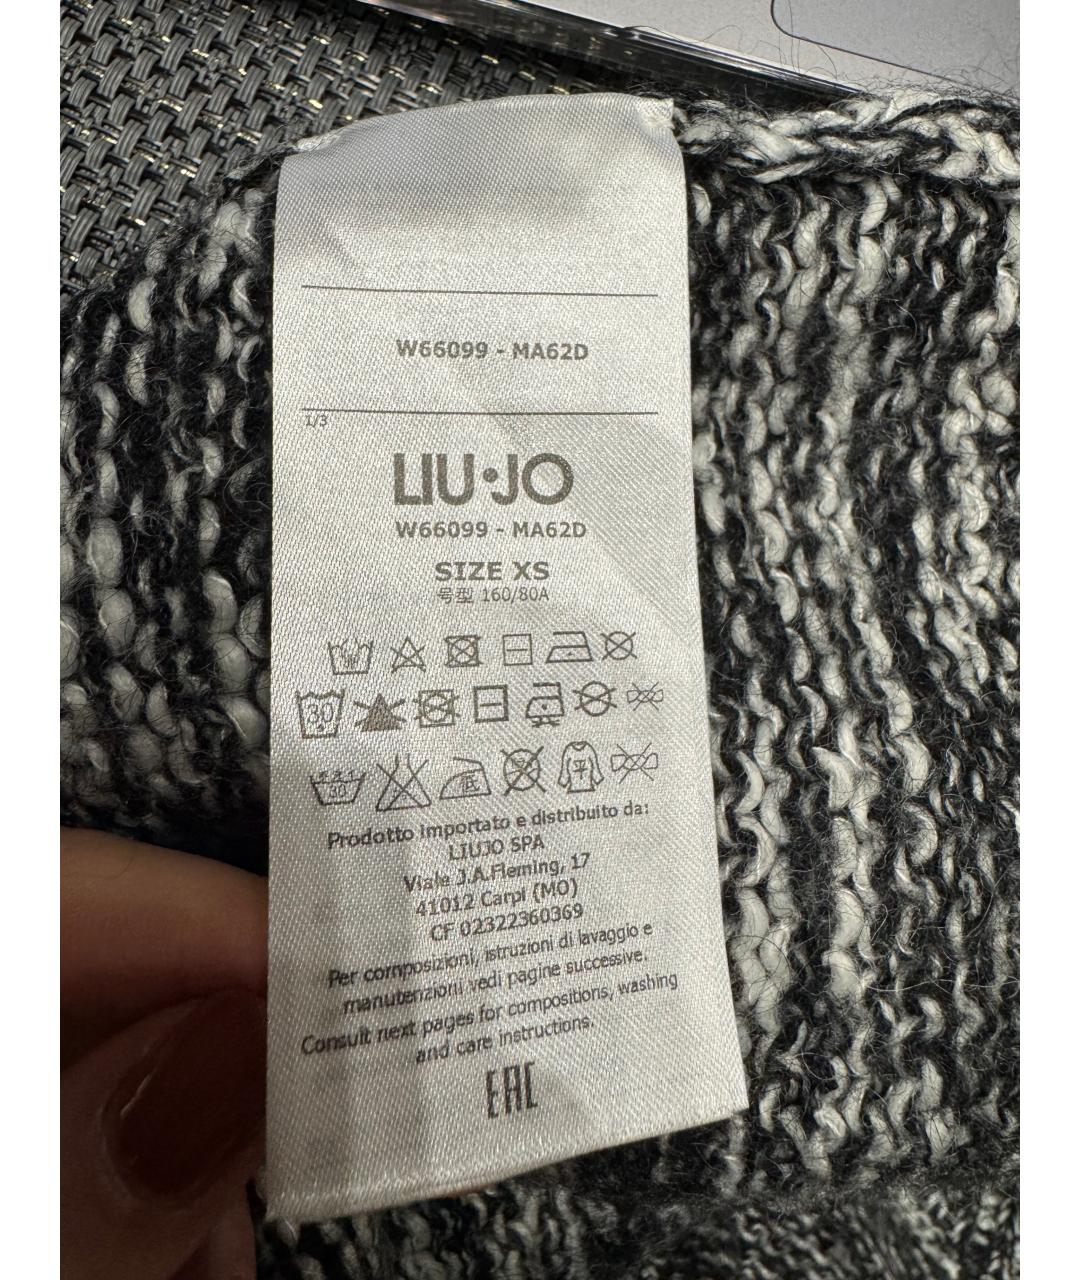 W66099 - MA62D
1/3
LIU·JO
W66099 - MA62D
SIZE XS
号型 160/80A
30
30
Prodotto importato e distribuito da:
LIUJO SPA
Viale J.A.Fleming, 17
41012 Carpi (MO)
CF 02322360369
Per composizioni, istruzioni di lavaggio e
manutenzioni vedi pagine successive.
Consult next pages for compositions, washing
and care instructions.
EAC